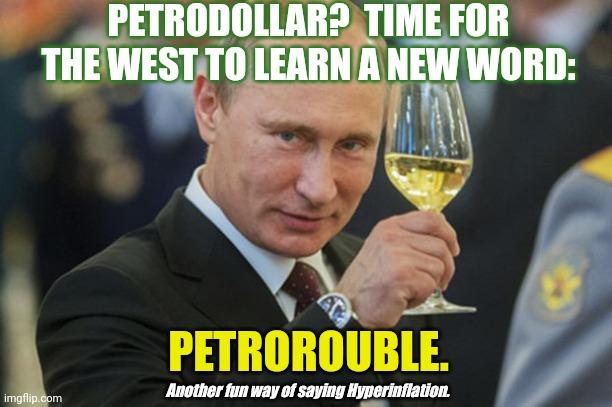 PETRODOLLAR? TIME FOR
THE WEST TO LEARN A NEW WORD:
PETROROUBLE.
Another fun way of saying Hyperinflation.
imgflip.com